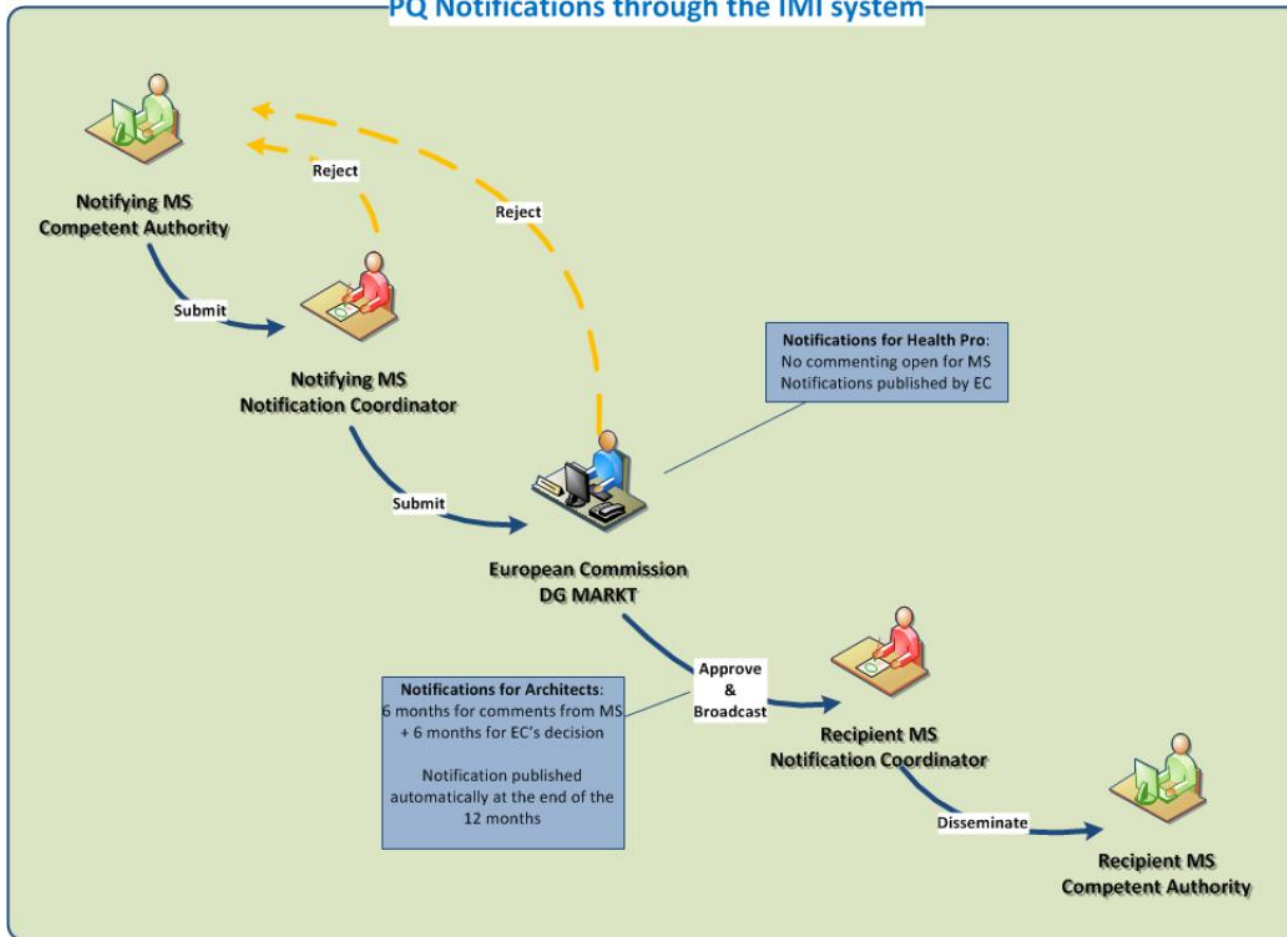 PQ Notifications through the IMI system
Reject
Notifying MS
Competent Authority
Reject
Submit
Notifying MS
Notification Coordinator
Notifications for Health Pro:
No commenting open for MS
Notifications published by EC
Submit
European Commission
DG MARKT
Approve
&
Broadcast
Notifications for Architects:
6 months for comments from MS
+ 6 months for EC's decision
Notification published
automatically at the end of the
12 months
Recipient MS
Notification Coordinator
Disseminate
Recipient MS
Competent Authority